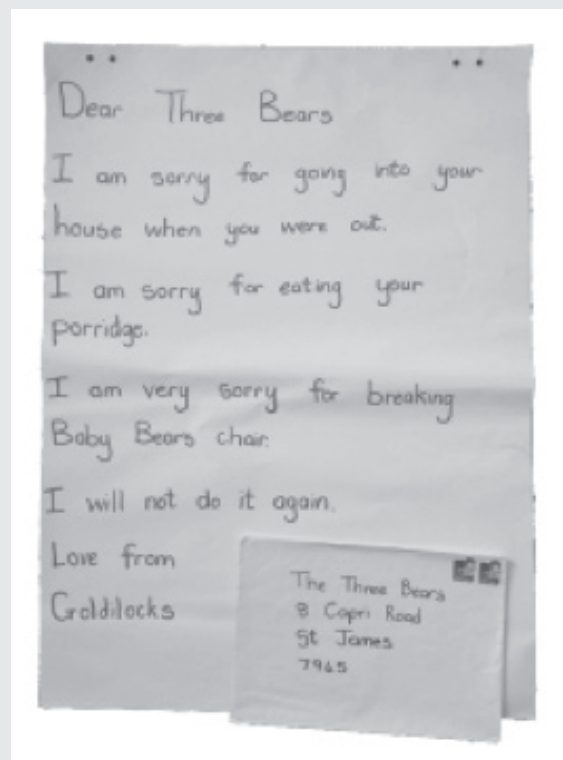 Dear Three Bears
I am sorry for going into your
house when you were out.
I am sorry for eating your
porridge.
I am very sorry for breaking
Baby Bears chair.
I will not do it again.
Love from
Goldilocks
The Three Bears
8 Capri Road
St James
7945